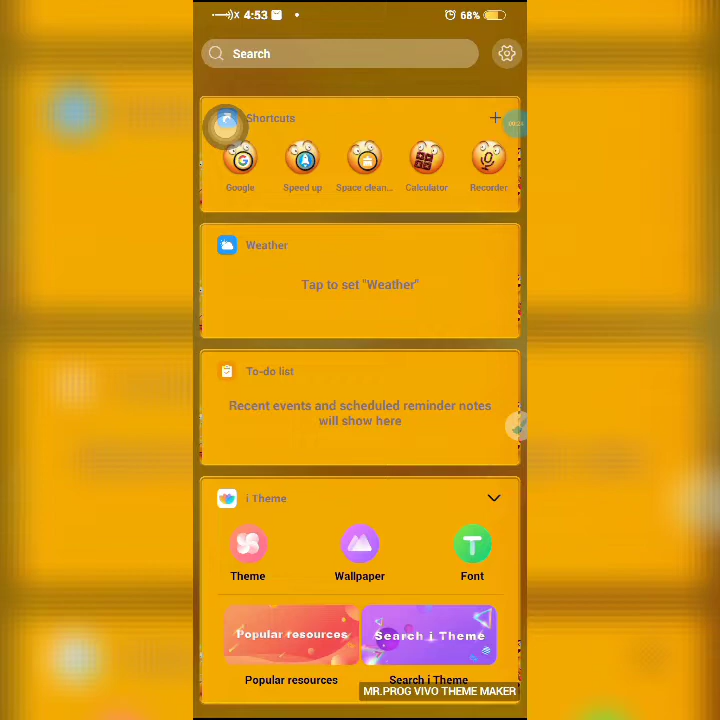 4:53
68%
Search
Shortcuts
00:24
Google
Speed up
Space clean...
Calculator
Recorder
Weather
Tap to set "Weather"
To-do list
Recent events and scheduled reminder notes
will show here
i Theme
Theme
Wallpaper
Font
Popular resources
Search i Theme
Popular resources
Search i Theme
MR.PROG VIVO THEME MAKER